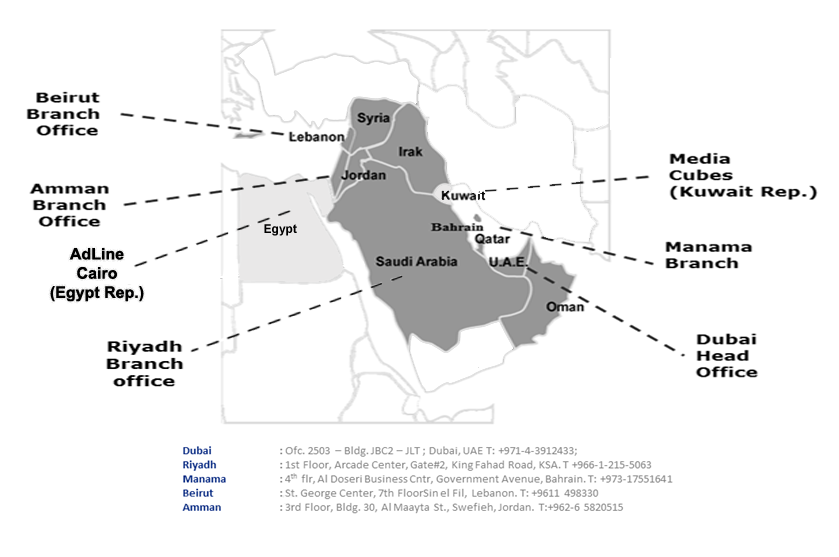 Beirut
Branch
Office
Amman
Branch
Office
AdLine
Cairo
(Egypt Rep.)
Riyadh
Branch
office
Syria
Lebanon
Irak
Jordan
Kuwait
Egypt
Bahrain
Qatar
Saudi Arabia
U.A.E.
Oman
Media
Cubes
(Kuwait Rep.)
Manama
Branch
Dubai
Head
Office
Dubai : Ofc. 2503 – Bldg. JBC2 – JLT ; Dubai, UAE T: +971-4-3912433;
Riyadh : 1st Floor, Arcade Center, Gate#2, King Fahad Road, KSA. T +966-1-215-5063
Manama : 4th flr, Al Doseri Business Cntr, Government Avenue, Bahrain. T: +973-17551641
Beirut : St. George Center, 7th FloorSin el Fil, Lebanon. T: +9611 498330
Amman : 3rd Floor, Bldg. 30, Al Maayta St., Swefieh, Jordan. T:+962-6 5820515